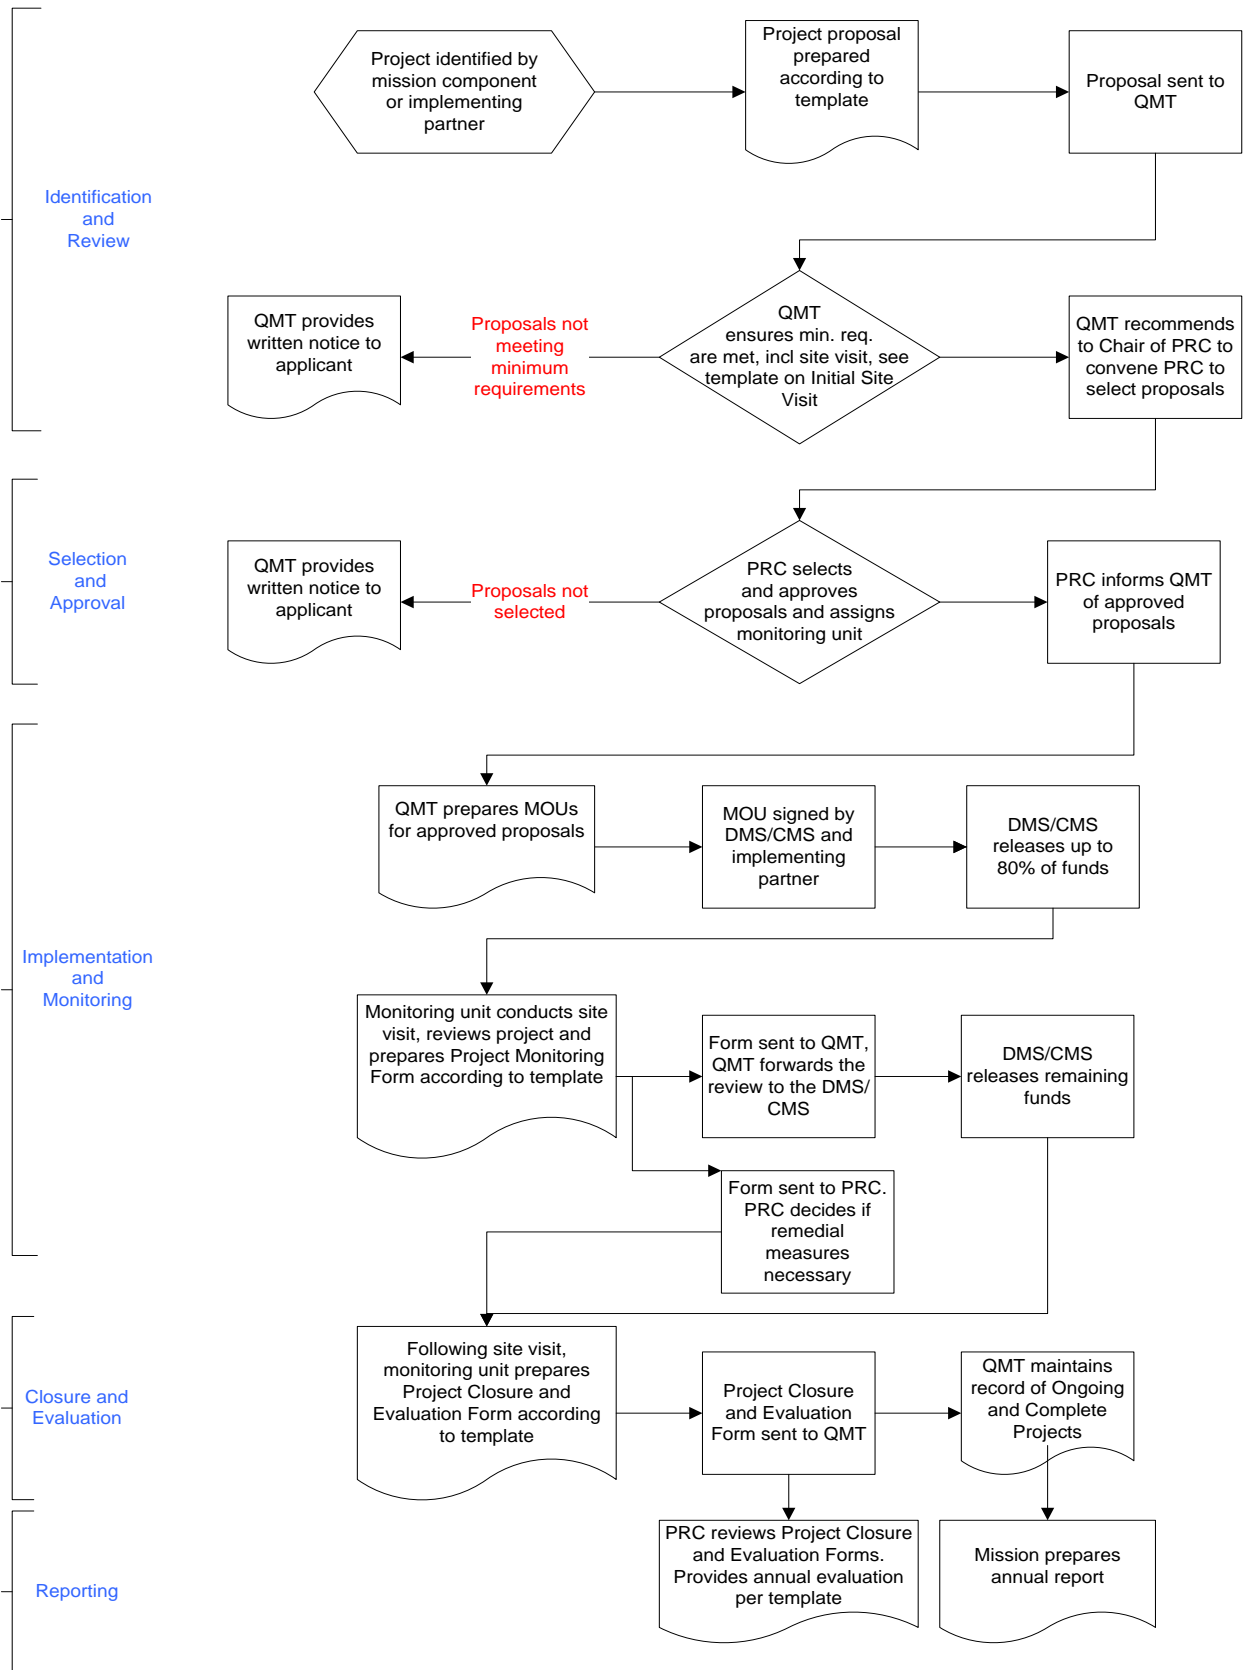 Project identified by
mission component
or implementing
partner
Project proposal
prepared
according to
template
Proposal sent to
QMT
Identification
and
Review
QMT provides
written notice to
applicant
Proposals not
meeting
minimum
requirements
QMT
ensures min. req.
are met, incl site visit, see
template on Initial Site
Visit
QMT recommends
to Chair of PRC to
convene PRC to
select proposals
Selection
and
Approval
QMT provides
written notice to
applicant
Proposals not
selected
PRC selects
and approves
proposals and assigns
monitoring unit
PRC informs QMT
of approved
proposals
Implementation
and
Monitoring
QMT prepares MOUs
for approved proposals
MOU signed by
DMS/CMS and
implementing
partner
DMS/CMS
releases up to
80% of funds
Monitoring unit conducts site
visit, reviews project and
prepares Project Monitoring
Form according to template
Form sent to QMT,
QMT forwards the
review to the DMS/
CMS
DMS/CMS
releases remaining
funds
Form sent to PRC.
PRC decides if
remedial
measures
necessary
Closure and
Evaluation
Following site visit,
monitoring unit prepares
Project Closure and
Evaluation Form according
to template
Project Closure
and Evaluation
Form sent to QMT
QMT maintains
record of Ongoing
and Complete
Projects
Reporting
PRC reviews Project Closure
and Evaluation Forms.
Provides annual evaluation
per template
Mission prepares
annual report